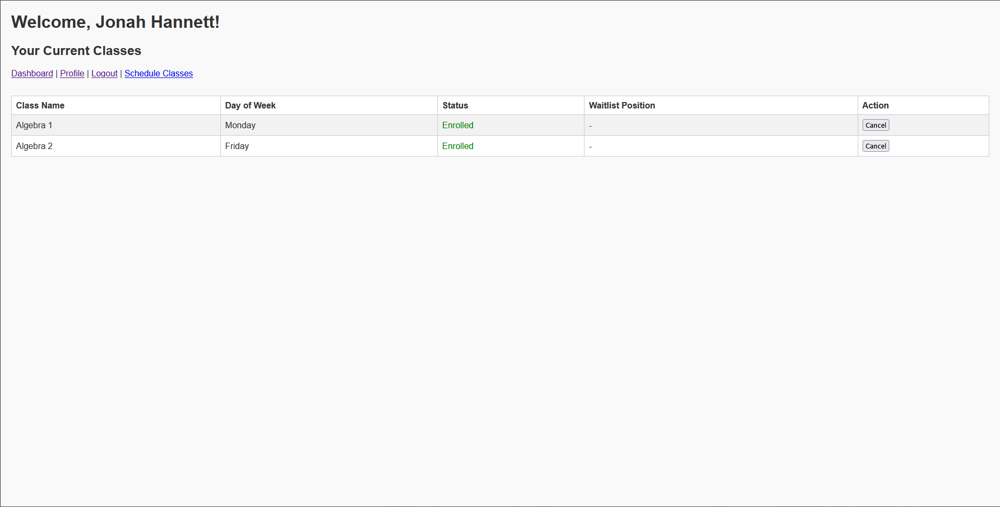 Welcome, Jonah Hannett!
Your Current Classes
Dashboard | Profile | Logout | Schedule Classes
Class Name Day of Week Status Waitlist Position Action
Algebra 1 Monday Enrolled - Cancel
Algebra 2 Friday Enrolled - Cancel